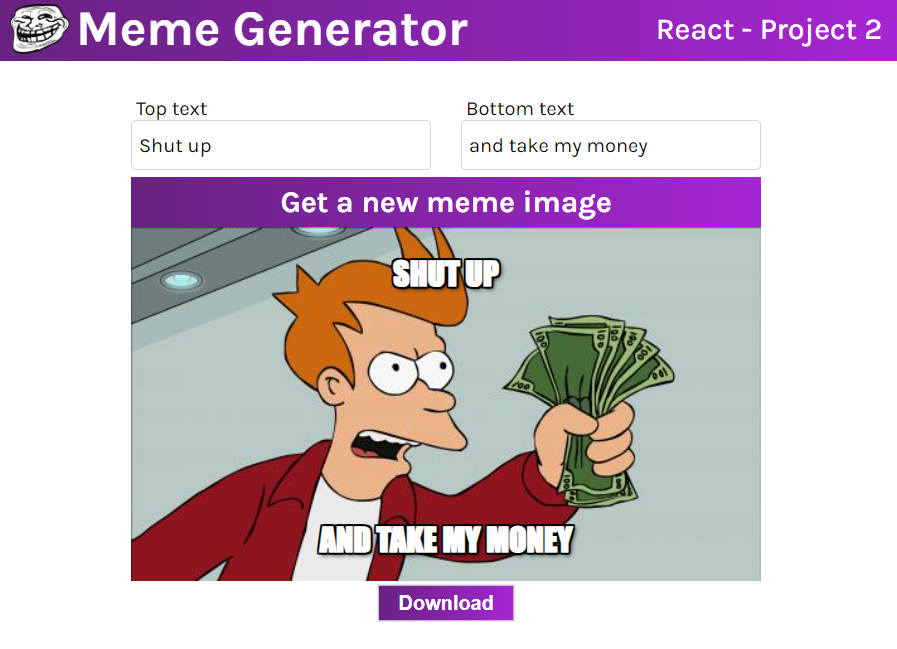 Meme Generator
React - Project 2
Top text
Bottom text
Shut up
and take my money
Get a new meme image
SHUT UP
AND TAKE MY MONEY
Download